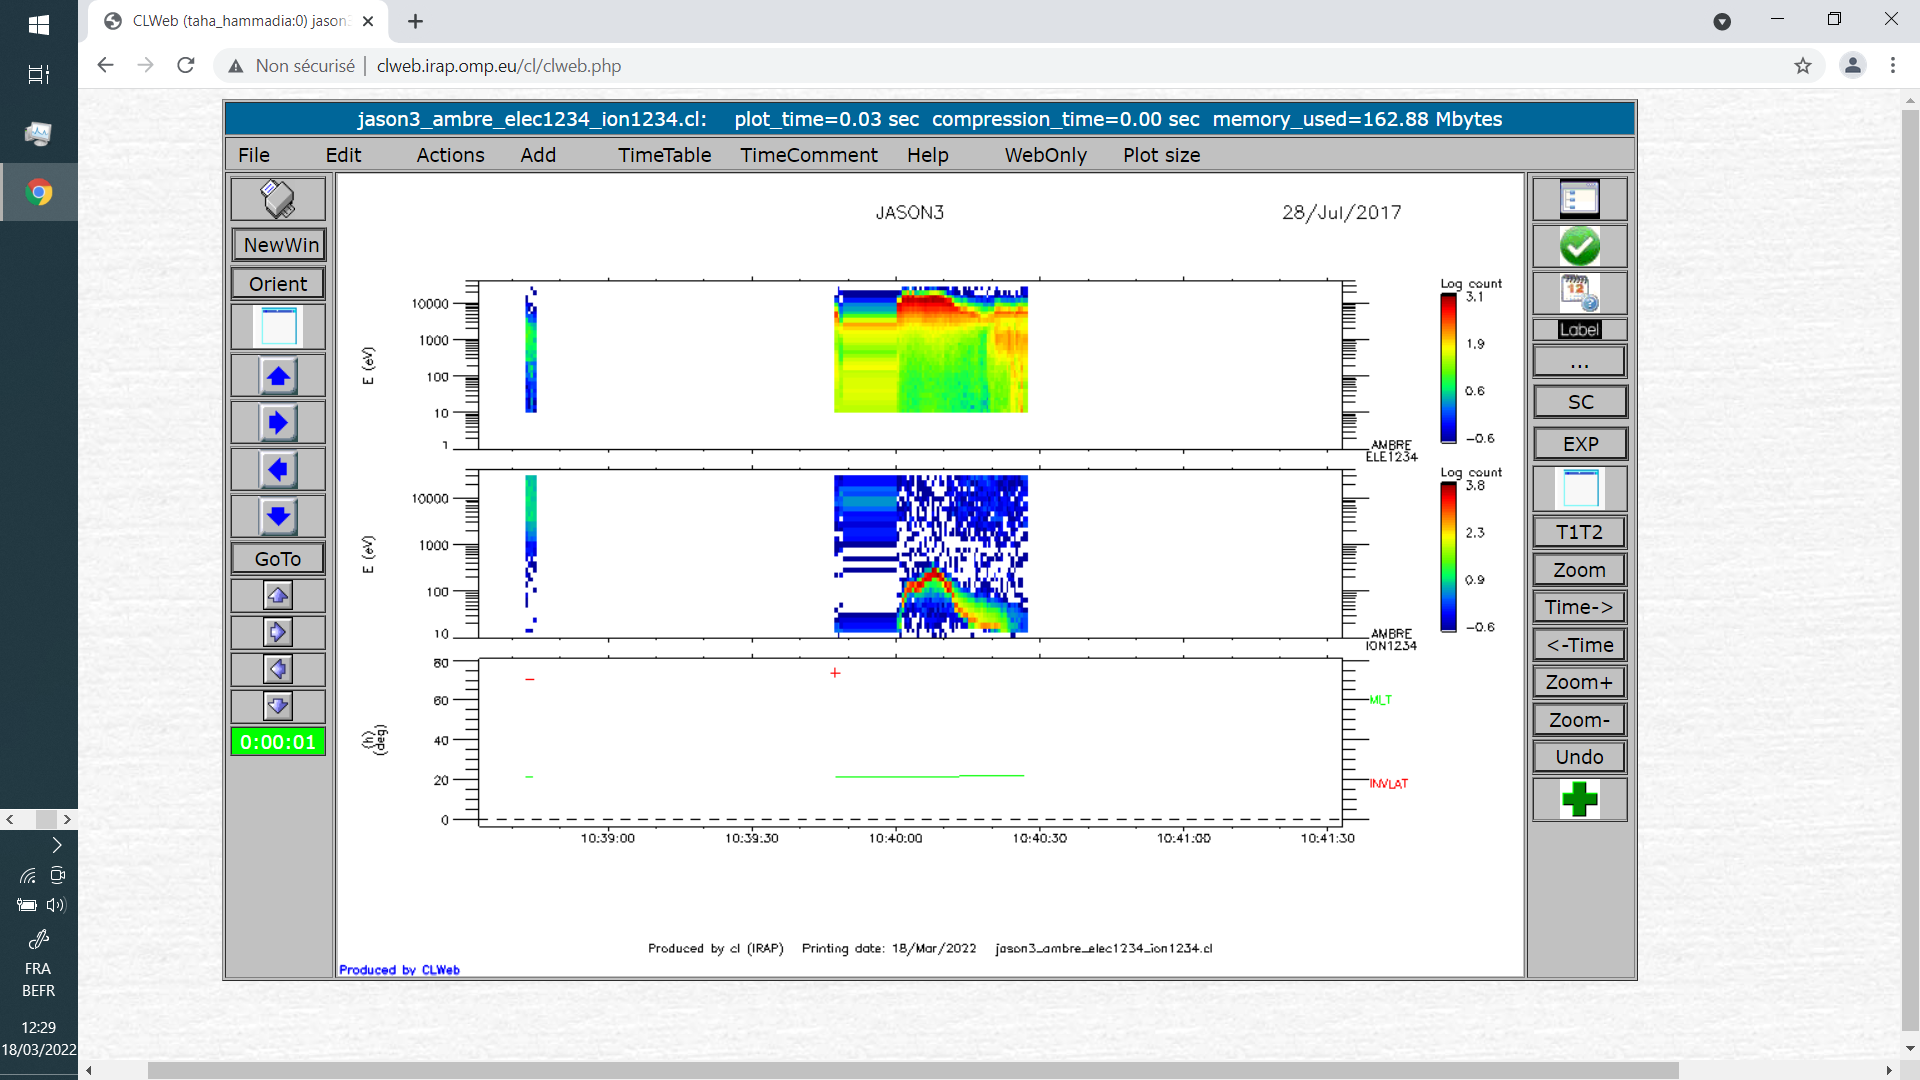 CLWeb (taha_hammadia:0) jason3
Non sécurisé | clweb.irap.omp.eu/cl/clweb.php
jason3_ambre_elec1234_ion1234.cl: plot_time=0.03 sec compression_time=0.00 sec memory_used=162.88 Mbytes
File Edit Actions Add TimeTable TimeComment Help WebOnly Plot size
NewWin
Orient
GoTo
0:00:01
JASON3 28/Jul/2017
E (eV)
10000
1000
100
10
1
Log count
3.1
1.9
0.6
-0.6
AMBRE
ELE1234
E (eV)
10000
1000
100
10
Log count
3.8
2.3
0.9
-0.6
AMBRE
ION1234
(h)
(deg)
80
60
40
20
0
MLT
INVLAT
10:39:00 10:39:30 10:40:00 10:40:30 10:41:00 10:41:30
Produced by cl (IRAP) Printing date: 18/Mar/2022 jason3_ambre_elec1234_ion1234.cl
Produced by CLWeb
12
Label
...
SC
EXP
T1T2
Zoom
Time->
<-Time
Zoom+
Zoom-
Undo
FRA
BEFR
12:29
18/03/2022